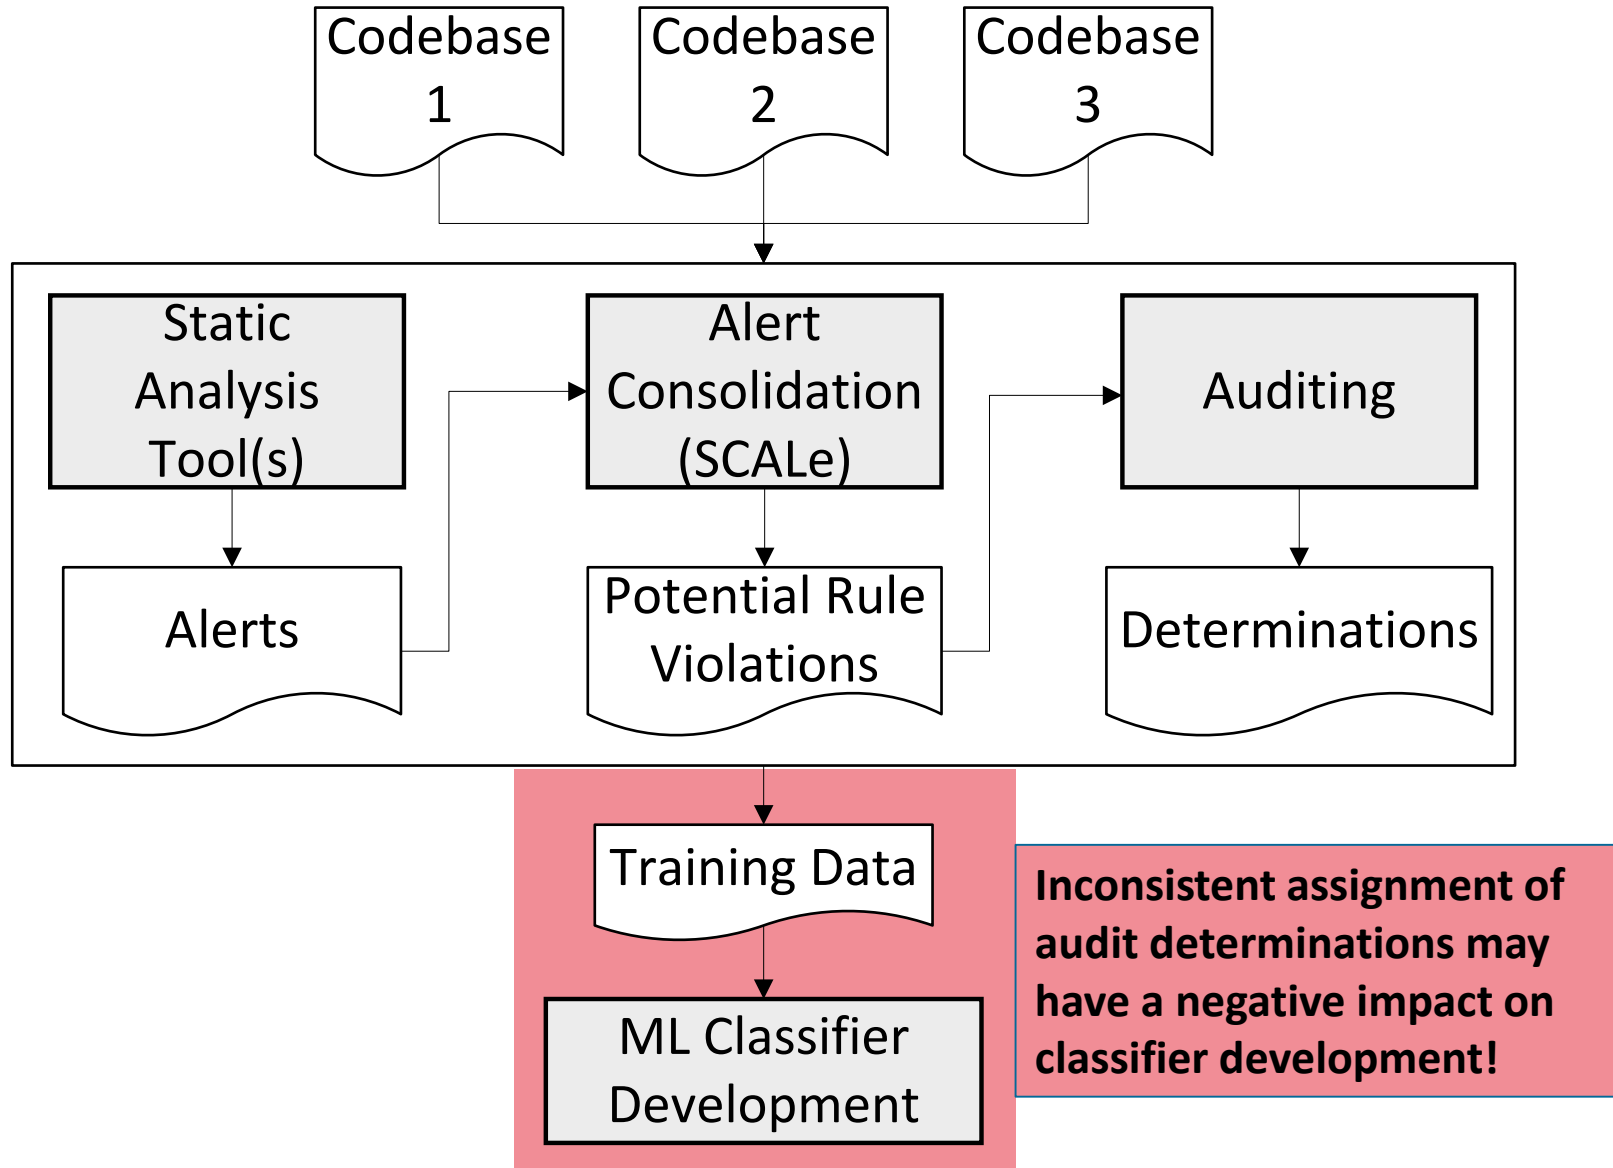 Codebase
1
Codebase
2
Codebase
3
Static
Analysis
Tool(s)
Alert
Consolidation
(SCALe)
Auditing
Alerts
Potential Rule
Violations
Determinations
Training Data
ML Classifier
Development
Inconsistent assignment of
audit determinations may
have a negative impact on
classifier development!